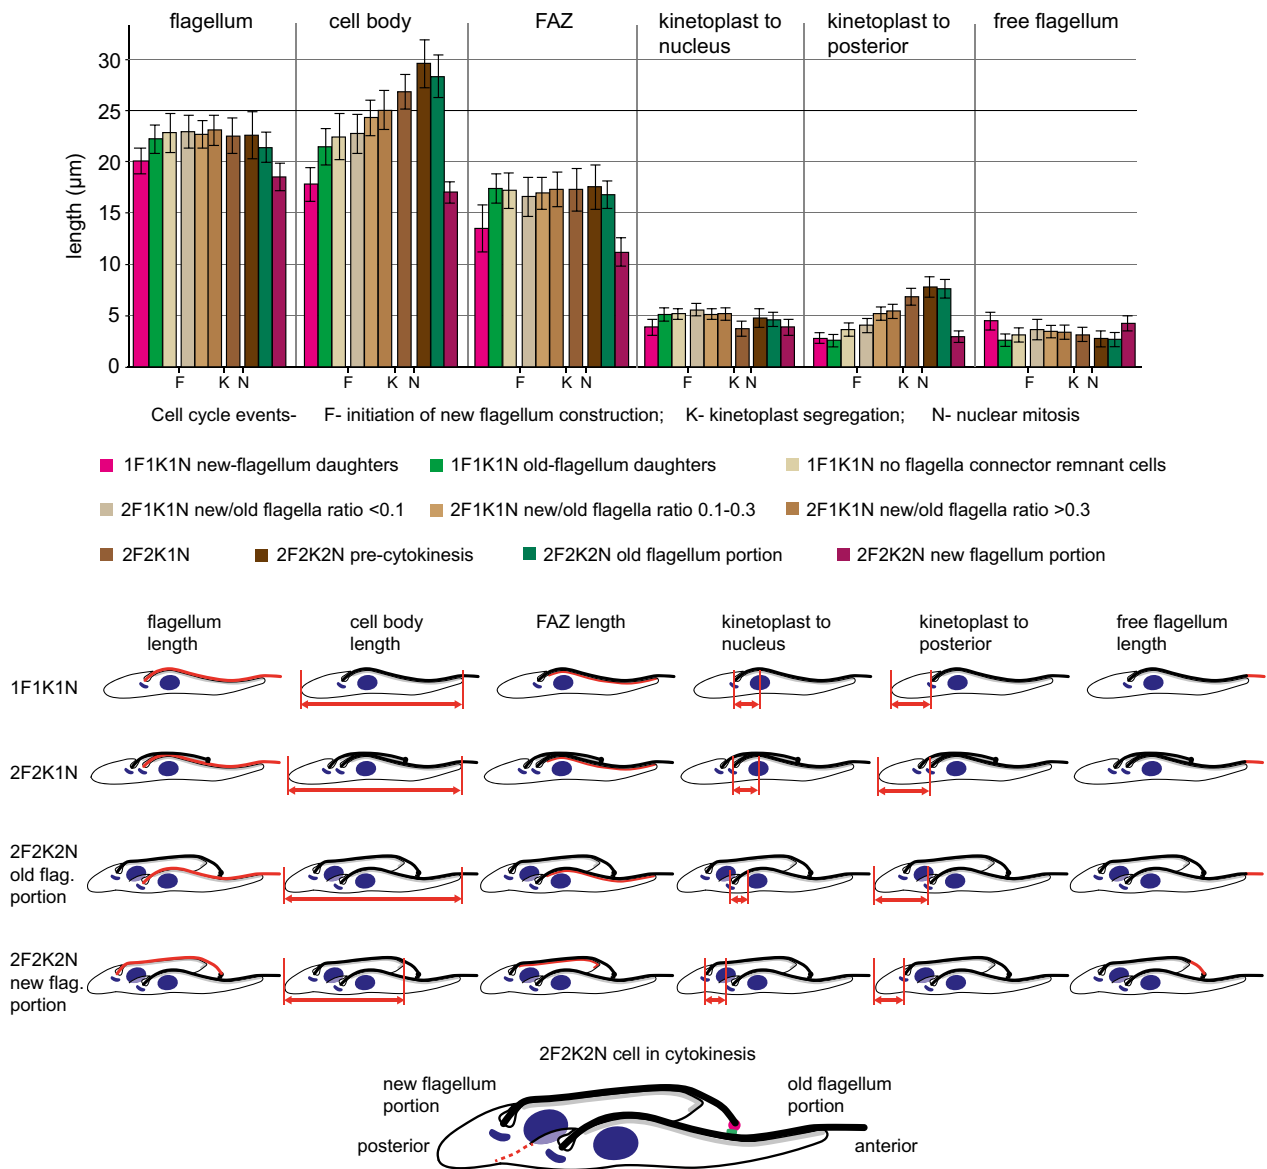 flagellum
cell body
FAZ
kinetoplast to
nucleus
kinetoplast to
posterior
free flagellum
length (μm)
30
25
20
15
10
5
0
F K N
F K N
F K N
F K N
F K N
F K N
Cell cycle events- F- initiation of new flagellum construction; K- kinetoplast segregation; N- nuclear mitosis
1F1K1N new-flagellum daughters
1F1K1N old-flagellum daughters
1F1K1N no flagella connector remnant cells
2F1K1N new/old flagella ratio <0.1
2F1K1N new/old flagella ratio 0.1-0.3
2F1K1N new/old flagella ratio >0.3
2F2K1N
2F2K2N pre-cytokinesis
2F2K2N old flagellum portion
2F2K2N new flagellum portion
flagellum
length
cell body
length
FAZ length
kinetoplast to
nucleus
kinetoplast to
posterior
free flagellum
length
1F1K1N
2F2K1N
2F2K2N
old flag.
portion
2F2K2N
new flag.
portion
2F2K2N cell in cytokinesis
new flagellum
portion
old flagellum
portion
posterior
anterior